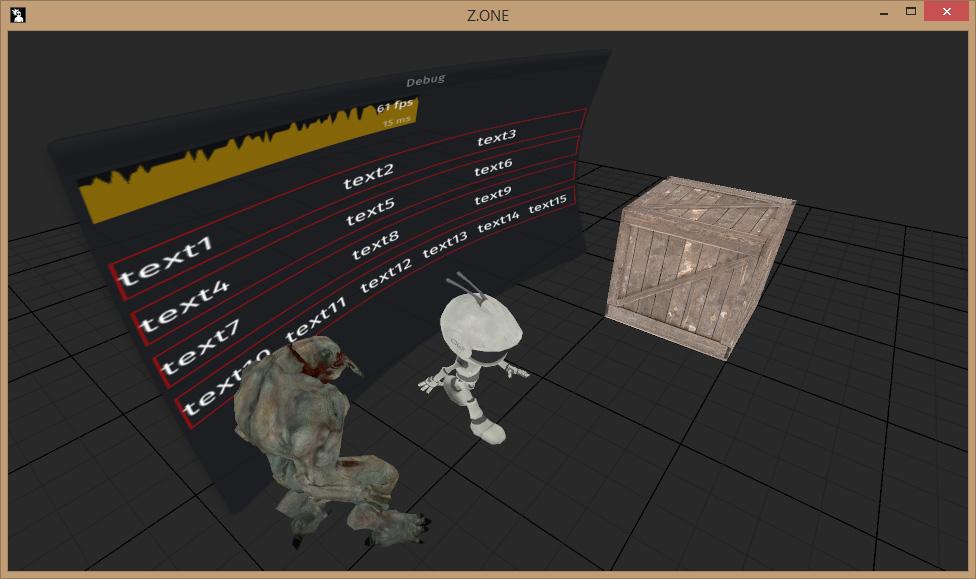 Z.ONE
Debug
61 fps
15 ms
text1 text2 text3
text4 text5 text6
text7 text8 text9
text10 text11 text12 text13 text14 text15